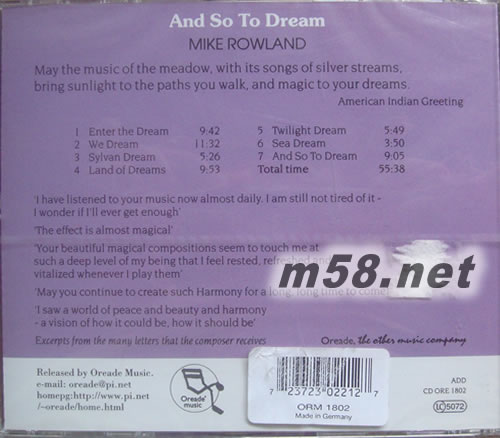 And So To Dream
MIKE ROWLAND
May the music of the meadow, with its songs of silver streams,
bring sunlight to the paths you walk, and magic to your dreams.
American Indian Greeting
1 Enter the Dream 9:42
2 We Dream 11:32
3 Sylvan Dream 5:26
4 Land of Dreams 9:53
5 Twilight Dream 5:49
6 Sea Dream 3:50
7 And So To Dream 9:05
Total time 55:38
'I have listened to your music now almost daily. I am still not tired of it -
I wonder if I'll ever get enough'
'The effect is almost magical'
'Your beautiful magical compositions seem to touch me at
such a deep level of my being that I feel rested, refreshed and
vitalized whenever I play them'
'May you continue to create such Harmony for a long, long time to come'
'I saw a world of peace and beauty and harmony
- a vision of how it could be, how it should be'
Excerpts from the many letters that the composer receives
Oreade, the other music company
m58.net
Released by Oreade Music.
e-mail: oreade@pi.net
homepg:http://www.pi.net
/~oreade/home.html
Oreade
music
7 23723 02212 7
ORM 1802
Made in Germany
ADD
CD ORE 1802
LC 5072